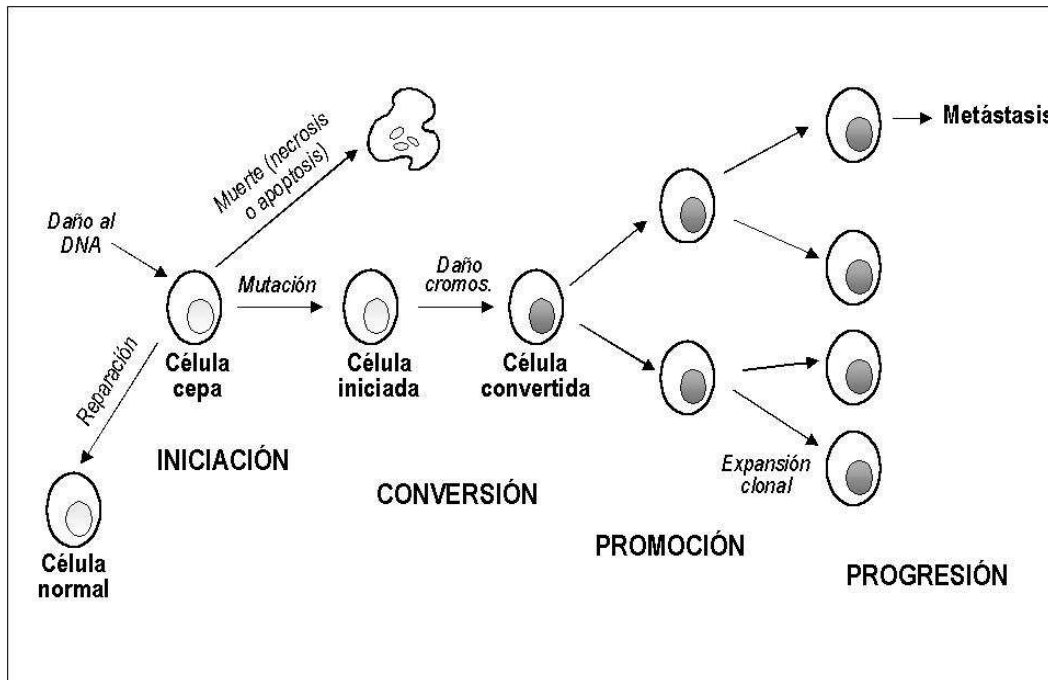 Muerte (necrosis
o apoptosis)
Metástasis
Daño al
DNA
Mutación
Daño
cromos.
Reparación
Célula
cepa
Célula
iniciada
Célula
convertida
INICIACIÓN
CONVERSIÓN
Expansión
clonal
Célula
normal
PROMOCIÓN
PROGRESIÓN